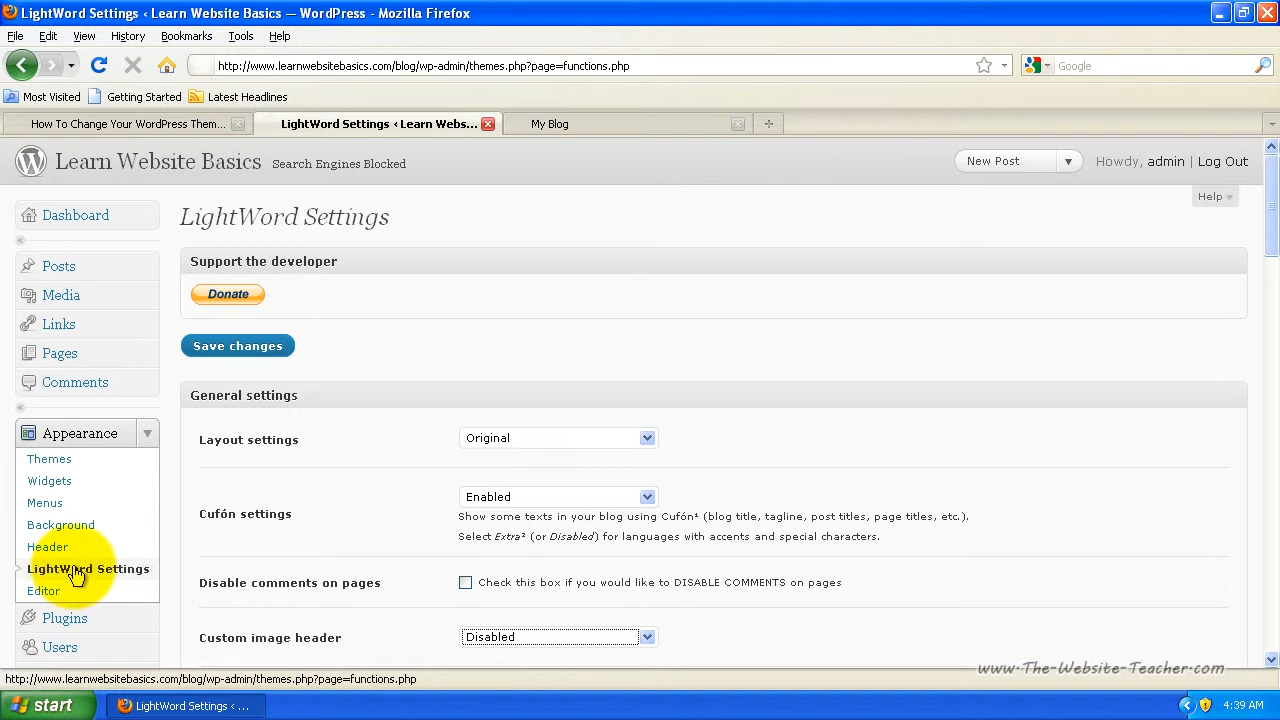 LightWord Settings ‹ Learn Website Basics — WordPress - Mozilla Firefox
File Edit View History Bookmarks Tools Help
http://www.learnwebsitebasics.com/blog/wp-admin/themes.php?page=functions.php
Google
Most Visited Getting Started Latest Headlines
How To Change Your WordPress Them...
LightWord Settings ‹ Learn Webs...
My Blog
Learn Website Basics Search Engines Blocked
New Post
Howdy, admin | Log Out
Help
Dashboard
Posts
Media
Links
Pages
Comments
Appearance
Themes
Widgets
Menus
Background
Header
LightWord Settings
Editor
Plugins
Users
LightWord Settings
Support the developer
Donate
Save changes
General settings
Layout settings
Original
Cufón settings
Enabled
Show some texts in your blog using Cufón¹ (blog title, tagline, post titles, page titles, etc.).
Select Extra² (or Disabled) for languages with accents and special characters.
Disable comments on pages
Check this box if you would like to DISABLE COMMENTS on pages
Custom image header
Disabled
www.The-Website-Teacher.com
http://www.learnwebsitebasics.com/blog/wp-admin/themes.php?page=functions.php
start
LightWord Settings ‹ ...
4:39 AM